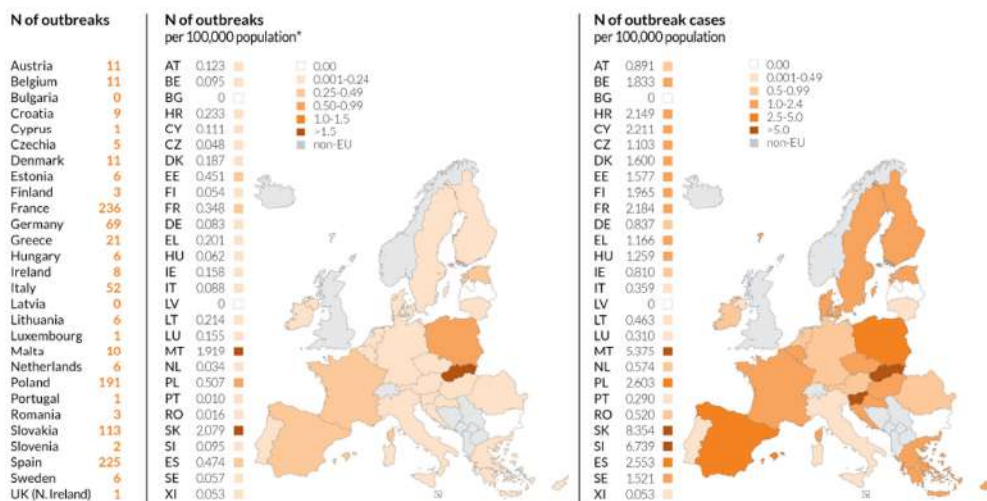 N of outbreaks
Austria 11
Belgium 11
Bulgaria 0
Croatia 9
Cyprus 1
Czechia 5
Denmark 11
Estonia 6
Finland 3
France 236
Germany 69
Greece 21
Hungary 6
Ireland 8
Italy 52
Latvia 0
Lithuania 6
Luxembourg 1
Malta 10
Netherlands 6
Poland 191
Portugal 1
Romania 3
Slovakia 113
Slovenia 2
Spain 225
Sweden 6
UK (N. Ireland) 1
N of outbreaks
per 100,000 population*
AT 0.123
BE 0.095
BG 0
HR 0.233
CY 0.111
CZ 0.048
DK 0.187
EE 0.451
FI 0.054
FR 0.348
DE 0.083
EL 0.201
HU 0.062
IE 0.158
IT 0.088
LV 0
LT 0.214
LU 0.155
MT 1.919
NL 0.034
PL 0.507
PT 0.010
RO 0.016
SK 2.079
SI 0.095
ES 0.474
SE 0.057
XI 0.053
0.00
0.001-0.24
0.25-0.49
0.50-0.99
1.0-1.5
>1.5
non-EU
N of outbreak cases
per 100,000 population
AT 0.891
BE 1.833
BG 0
HR 2.149
CY 2.211
CZ 1.103
DK 1.600
EE 1.577
FI 1.965
FR 2.184
DE 0.837
EL 1.166
HU 1.259
IE 0.810
IT 0.359
LV 0
LT 0.463
LU 0.310
MT 5.375
NL 0.574
PL 2.603
PT 0.290
RO 0.520
SK 8.354
SI 6.739
ES 2.553
SE 1.521
XI 0.053
0.00
0.001-0.49
0.5-0.99
1.0-2.4
2.5-5.0
>5.0
non-EU